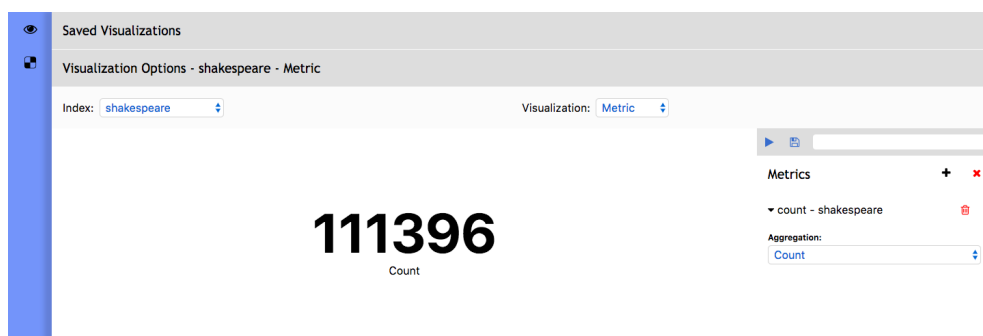 Saved Visualizations
Visualization Options - shakespeare - Metric
Index: shakespeare
Visualization: Metric
Metrics
count - shakespeare
Aggregation:
Count
111396
Count